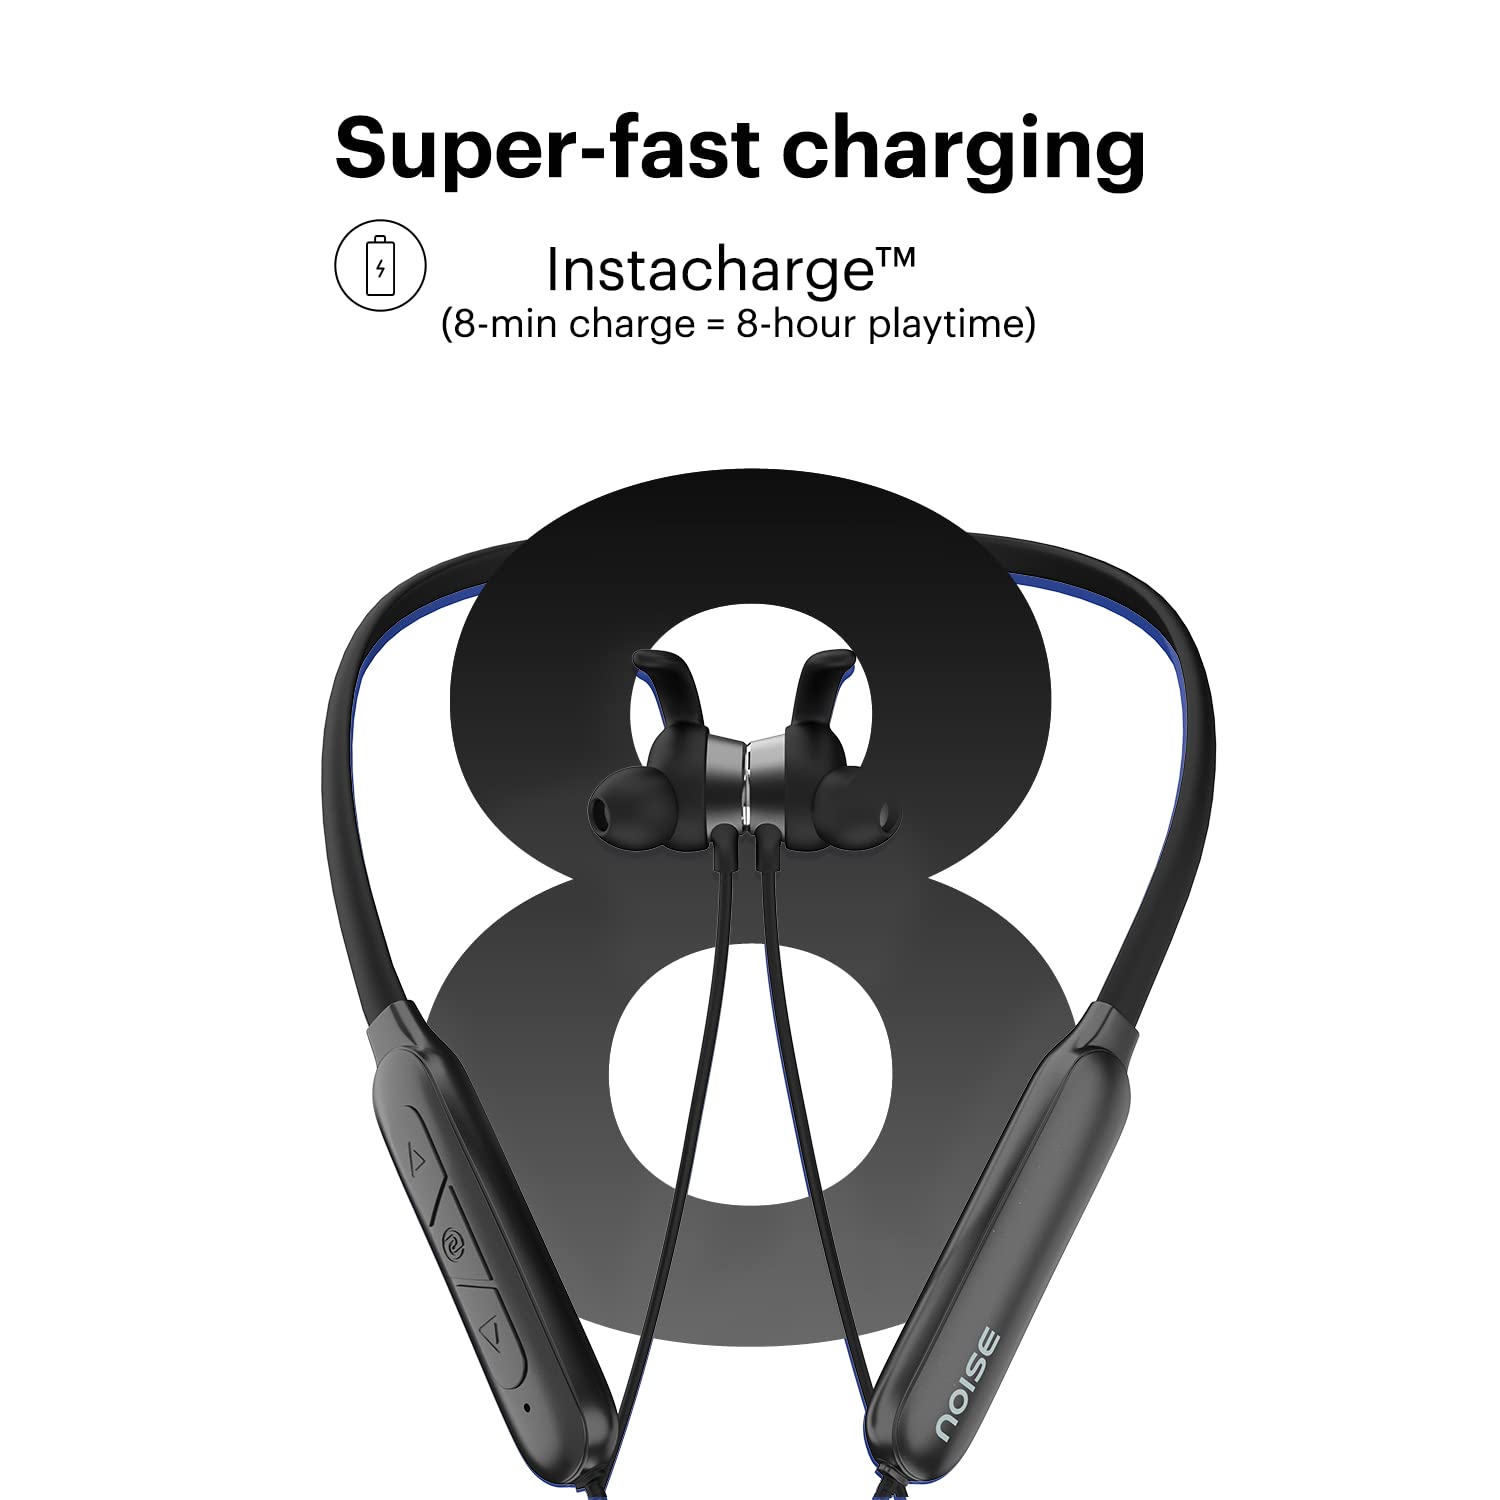 Super-fast charging
Instacharge™
(8-min charge = 8-hour playtime)
8
NOISE